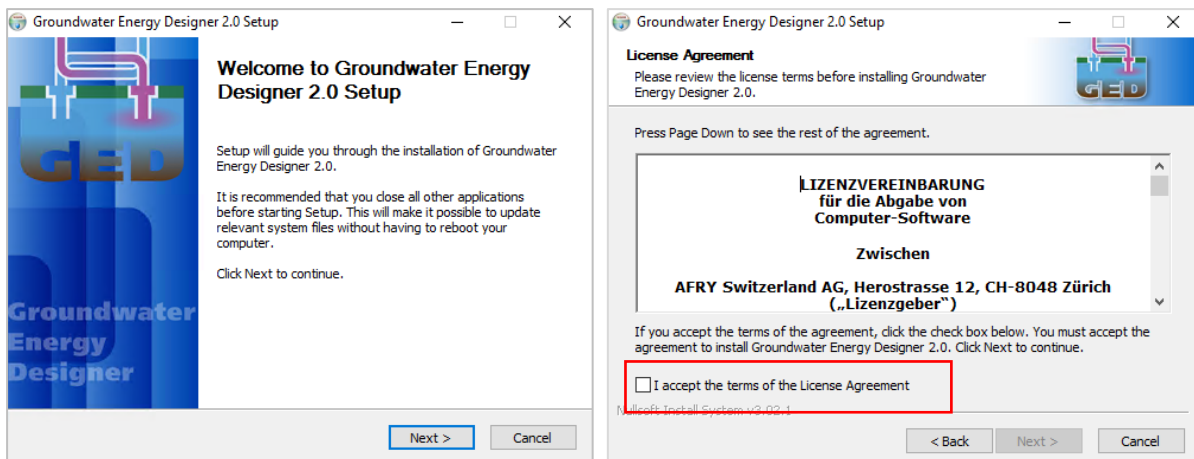 Groundwater Energy Designer 2.0 Setup
GED
Groundwater
Energy
Designer
Welcome to Groundwater Energy
Designer 2.0 Setup
Setup will guide you through the installation of Groundwater
Energy Designer 2.0.
It is recommended that you close all other applications
before starting Setup. This will make it possible to update
relevant system files without having to reboot your
computer.
Click Next to continue.
Next >
Cancel
Groundwater Energy Designer 2.0 Setup
License Agreement
Please review the license terms before installing Groundwater
Energy Designer 2.0.
GED
Press Page Down to see the rest of the agreement.
LIZENZVEREINBARUNG
für die Abgabe von
Computer-Software
Zwischen
AFRY Switzerland AG, Herostrasse 12, CH-8048 Zürich
(„Lizenzgeber“)
If you accept the terms of the agreement, click the check box below. You must accept the
agreement to install Groundwater Energy Designer 2.0. Click Next to continue.
I accept the terms of the License Agreement
Nullsoft Install System v3.02.1
< Back
Next >
Cancel